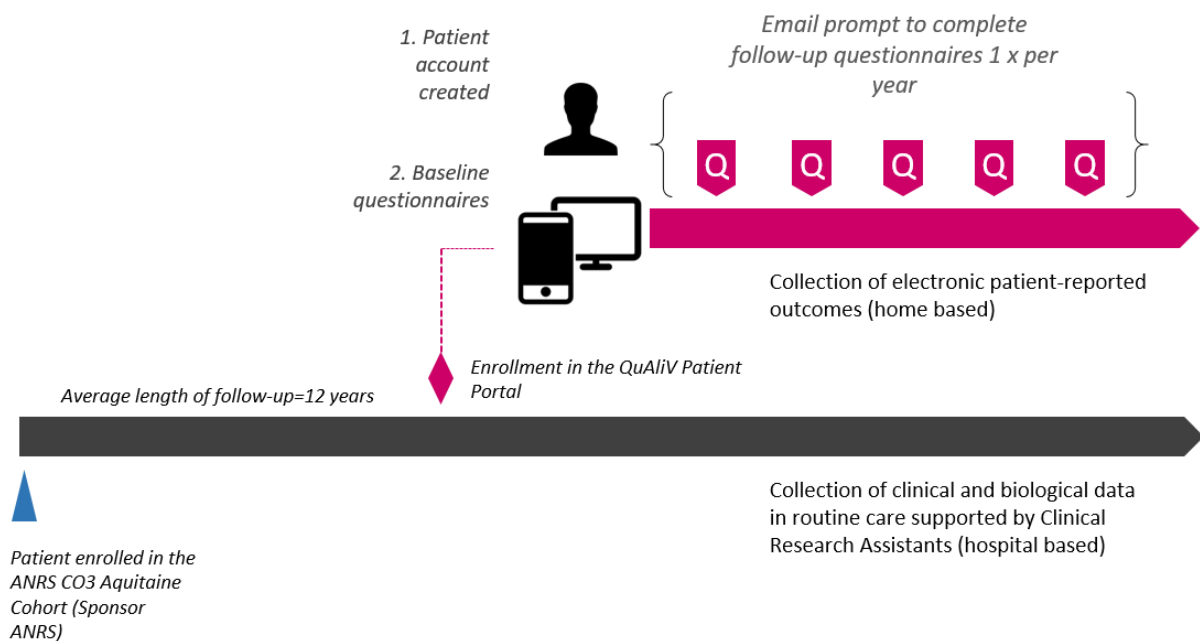 1. Patient
account
created
Email prompt to complete
follow-up questionnaires 1 x per
year
Q Q Q Q Q
2. Baseline
questionnaires
Collection of electronic patient-reported
outcomes (home based)
Enrollment in the QuAliV Patient
Portal
Average length of follow-up=12 years
Collection of clinical and biological data
in routine care supported by Clinical
Research Assistants (hospital based)
Patient enrolled in the
ANRS CO3 Aquitaine
Cohort (Sponsor
ANRS)